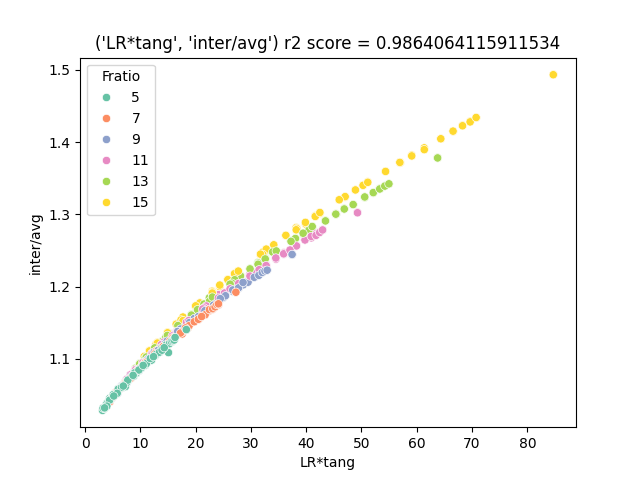 ('LR*tang', 'inter/avg') r2 score = 0.9864064115911534
Fratio
5
7
9
11
13
15
inter/avg
1.5
1.4
1.3
1.2
1.1
0 10 20 30 40 50 60 70 80
LR*tang